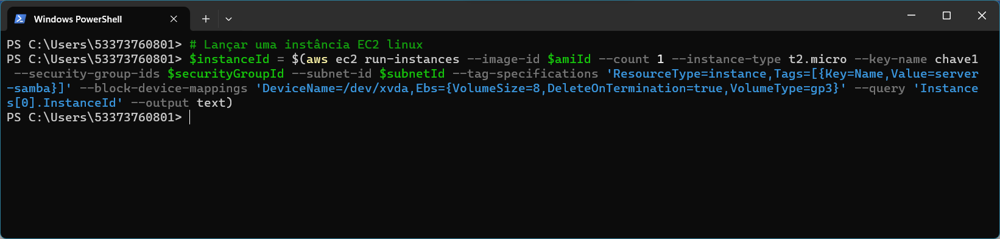 Windows PowerShell
PS C:\Users\53373760801> # Lançar uma instância EC2 linux
PS C:\Users\53373760801> $instanceId = $(aws ec2 run-instances --image-id $amiId --count 1 --instance-type t2.micro --key-name chave1
--security-group-ids $securityGroupId --subnet-id $subnetId --tag-specifications 'ResourceType=instance,Tags=[{Key=Name,Value=server
-samba}]' --block-device-mappings 'DeviceName=/dev/xvda,Ebs={VolumeSize=8,DeleteOnTermination=true,VolumeType=gp3}' --query 'Instance
s[0].InstanceId' --output text)
PS C:\Users\53373760801>